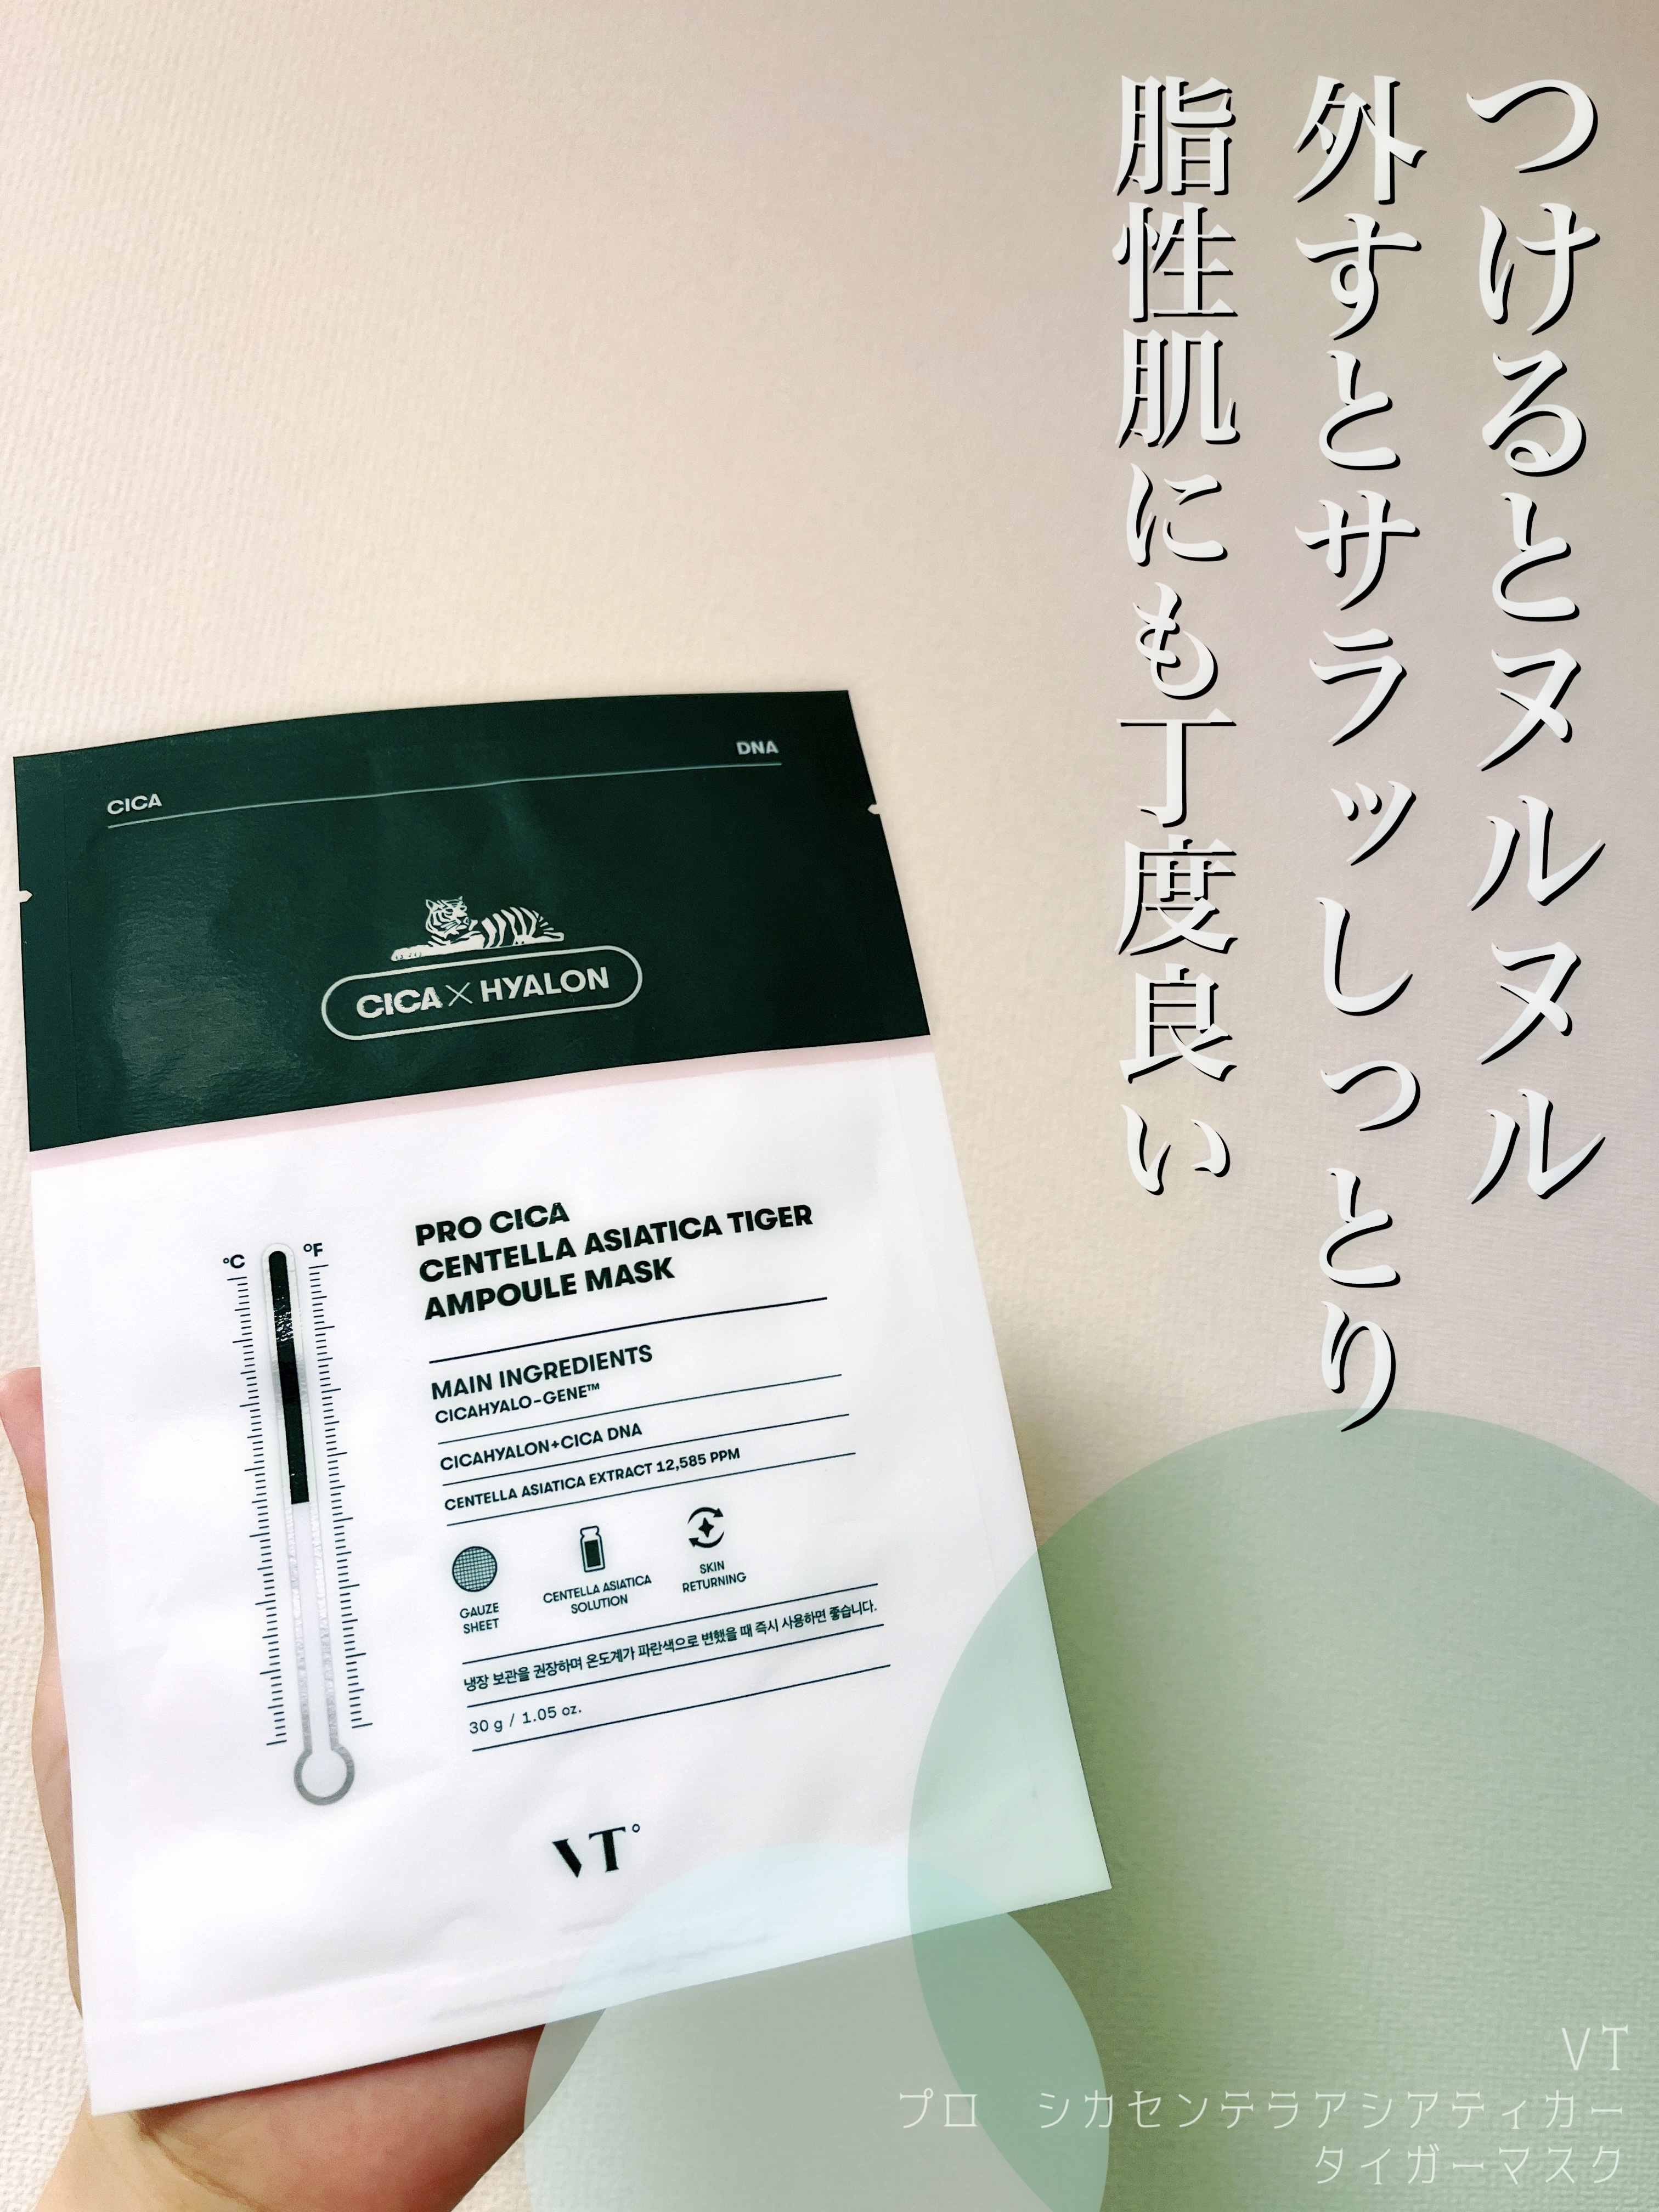 つけるとヌルヌル
外すとサラッしっとり
脂性肌にも丁度良い
CICA
DNA
CICA×HYALON
°C
°F
PRO CICA
CENTELLA ASIATICA TIGER
AMPOULE MASK
MAIN INGREDIENTS
CICAHYALO-GENE™
CICAHYALON+CICA DNA
CENTELLA ASIATICA EXTRACT 12,585 PPM
GAUZE
SHEET
CENTELLA ASIATICA
SOLUTION
SKIN
RETURNING
냉장 보관을 권장하며 온도계가 파란색으로 변했을 때 즉시 사용하면 좋습니다.
30 g / 1.05 oz.
VT°
VT
プロ　シカセンテラアシアティカー
タイガーマスク